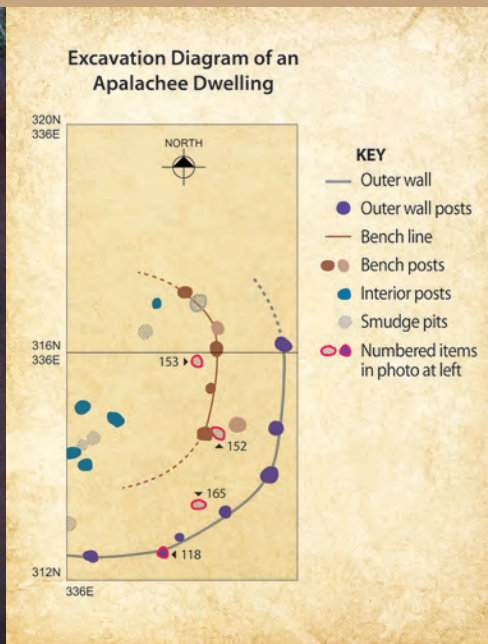 Excavation Diagram of an
Apalachee Dwelling
320N
336E
NORTH
KEY
Outer wall
Outer wall posts
Bench line
Bench posts
Interior posts
Smudge pits
Numbered items
in photo at left
316N
336E
153
152
165
118
312N
336E